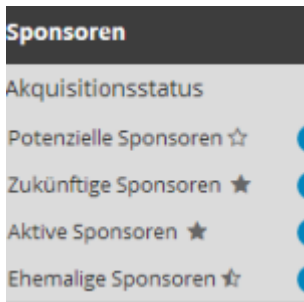 Sponsoren
Akquisitionsstatus
Potenzielle Sponsoren ☆
Zukünftige Sponsoren ★
Aktive Sponsoren ★
Ehemalige Sponsoren